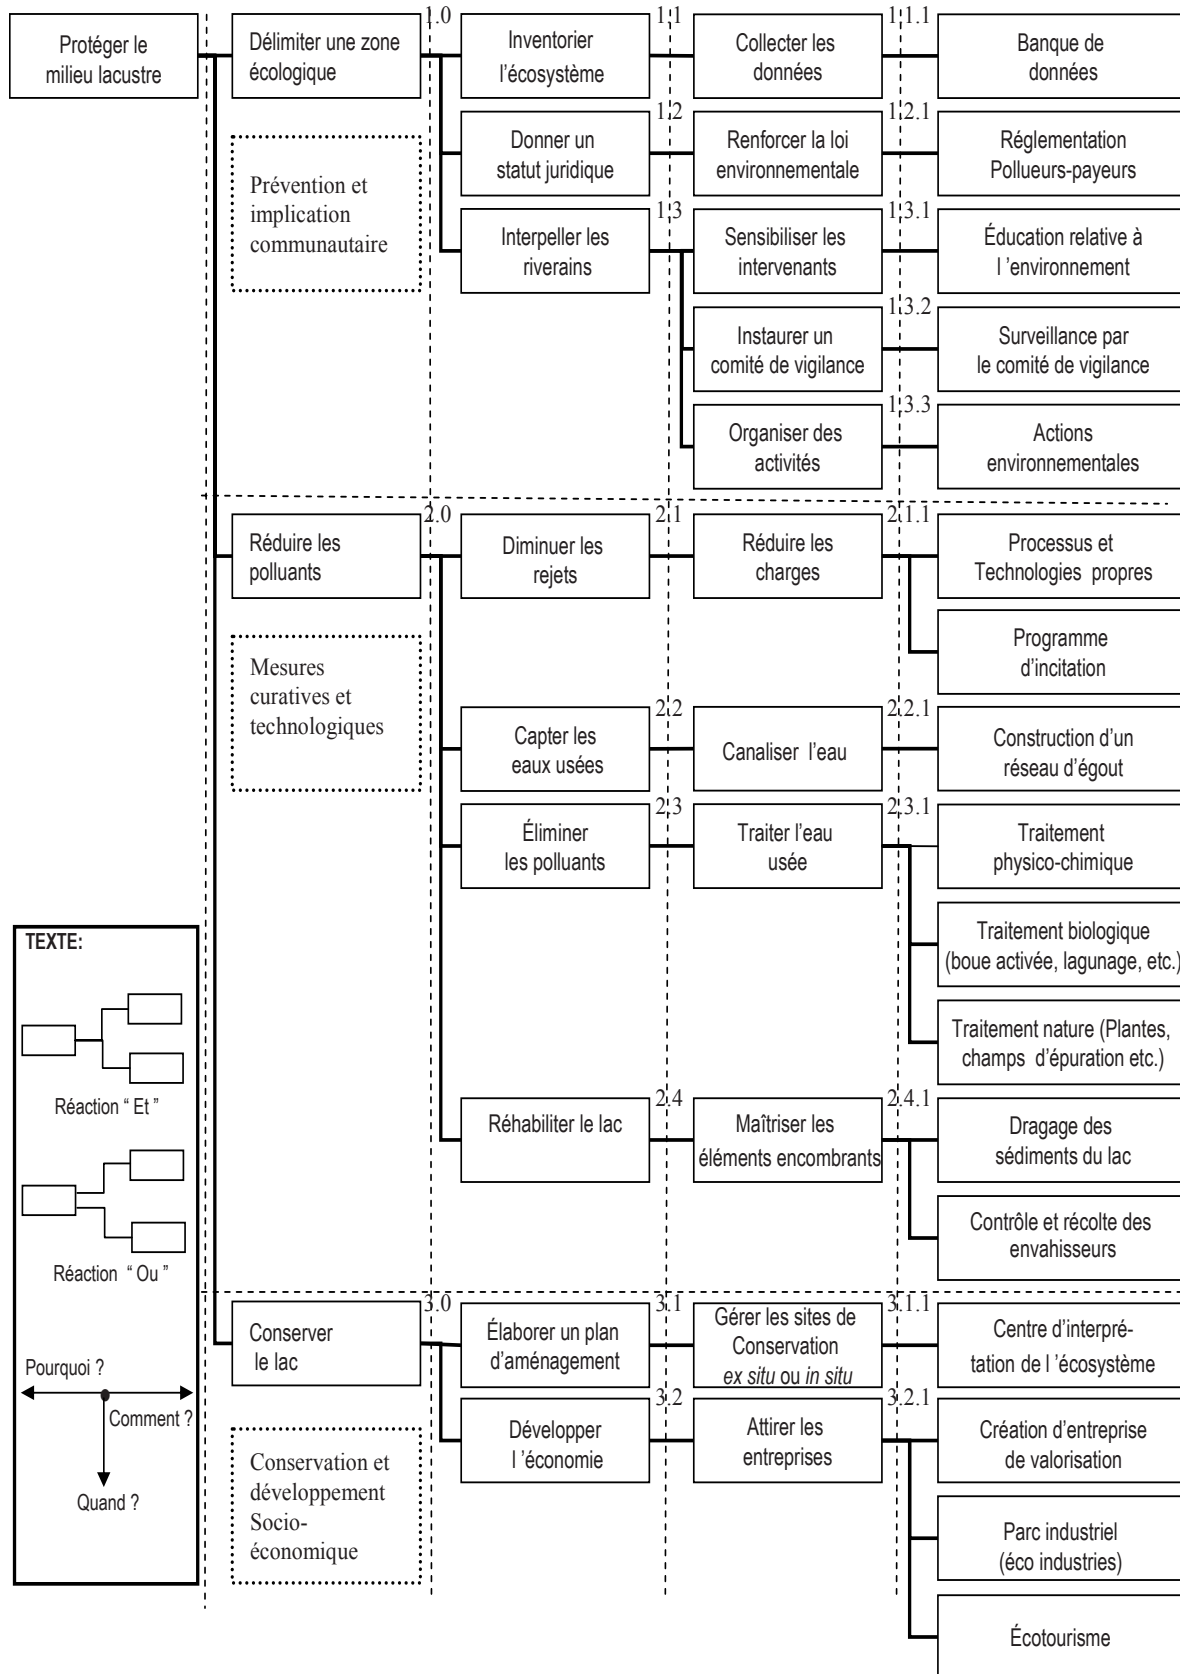 Protéger le
milieu lacustre
Délimiter une zone
écologique
1.0
Inventorier
l'écosystème
1.1
Collecter les
données
1.1.1
Banque de
données
Prévention et
implication
communautaire
Donner un
statut juridique
1.2
Renforcer la loi
environnementale
1.2.1
Réglementation
Pollueurs-payeurs
Interpeller les
riverains
1.3
Sensibiliser les
intervenants
1.3.1
Éducation relative à
l 'environnement
Instaurer un
comité de vigilance
1.3.2
Surveillance par
le comité de vigilance
Organiser des
activités
1.3.3
Actions
environnementales
Réduire les
polluants
2.0
Diminuer les
rejets
2.1
Réduire les
charges
2.1.1
Processus et
Technologies propres
Programme
d'incitation
Mesures
curatives et
technologiques
Capter les
eaux usées
2.2
Canaliser l'eau
2.2.1
Construction d'un
réseau d'égout
Éliminer
les polluants
2.3
Traiter l'eau
usée
2.3.1
Traitement
physico-chimique
Traitement biologique
(boue activée, lagunage, etc.)
Traitement nature (Plantes,
champs d'épuration etc.)
Réhabiliter le lac
2.4
Maîtriser les
éléments encombrants
2.4.1
Dragage des
sédiments du lac
Contrôle et récolte des
envahisseurs
Conserver
le lac
3.0
Élaborer un plan
d'aménagement
3.1
Gérer les sites de
Conservation
ex situ ou in situ
3.1.1
Centre d'interpré-
tation de l 'écosystème
Conservation et
développement
Socio-
économique
Développer
l 'économie
3.2
Attirer les
entreprises
3.2.1
Création d'entreprise
de valorisation
Parc industriel
(éco industries)
Écotourisme
TEXTE:
Réaction “ Et ”
Réaction “ Ou ”
Pourquoi ?
Comment ?
Quand ?